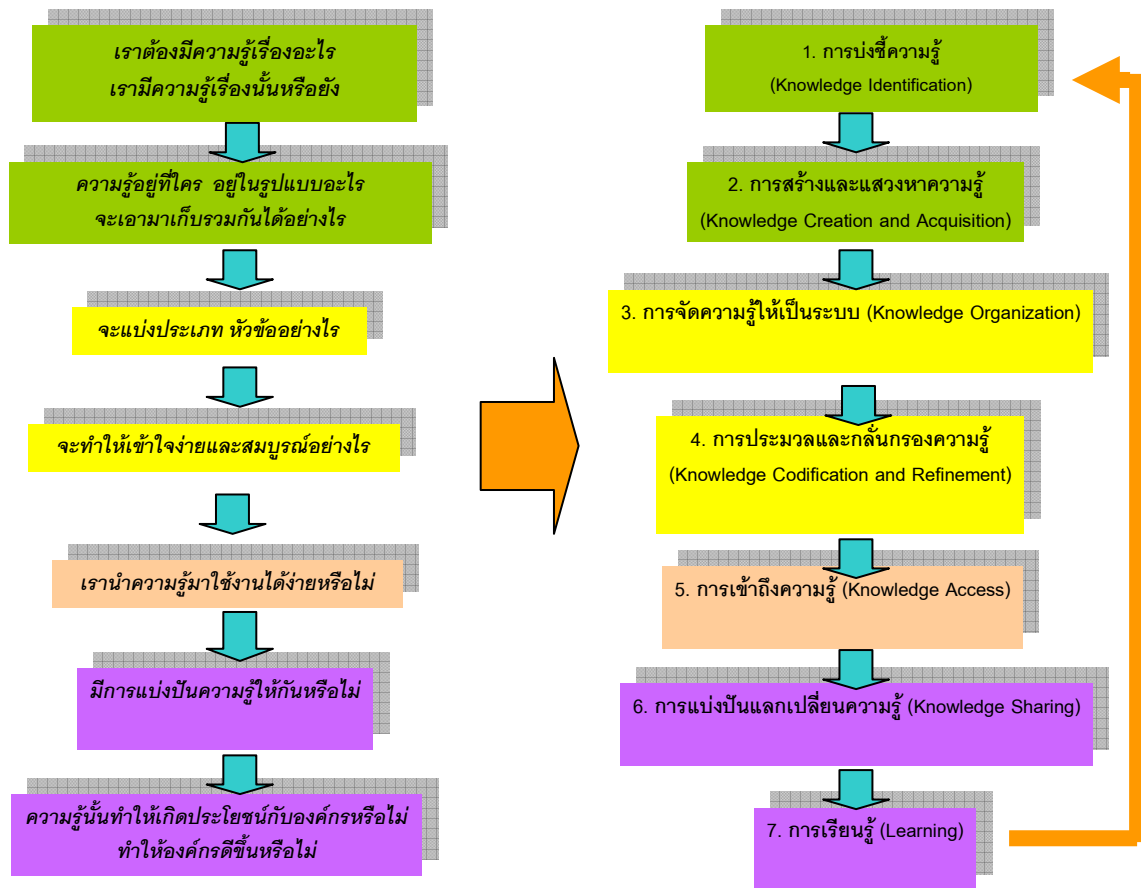 เราต้องมีความรู้เรื่องอะไร
เรามีความรู้เรื่องนั้นหรือยัง
ความรู้อยู่ที่ใคร อยู่ในรูปแบบอะไร
จะเอามาเก็บรวมกันได้อย่างไร
จะแบ่งประเภท หัวข้ออย่างไร
จะทำให้เข้าใจง่ายและสมบูรณ์อย่างไร
เรานำความรู้มาใช้งานได้ง่ายหรือไม่
มีการแบ่งปันความรู้ให้กันหรือไม่
ความรู้นั้นทำให้เกิดประโยชน์กับองค์กรหรือไม่
ทำให้องค์กรดีขึ้นหรือไม่
1. การบ่งชี้ความรู้
(Knowledge Identification)
2. การสร้างและแสวงหาความรู้
(Knowledge Creation and Acquisition)
3. การจัดความรู้ให้เป็นระบบ (Knowledge Organization)
4. การประมวลและกลั่นกรองความรู้
(Knowledge Codification and Refinement)
5. การเข้าถึงความรู้ (Knowledge Access)
6. การแบ่งปันแลกเปลี่ยนความรู้ (Knowledge Sharing)
7. การเรียนรู้ (Learning)